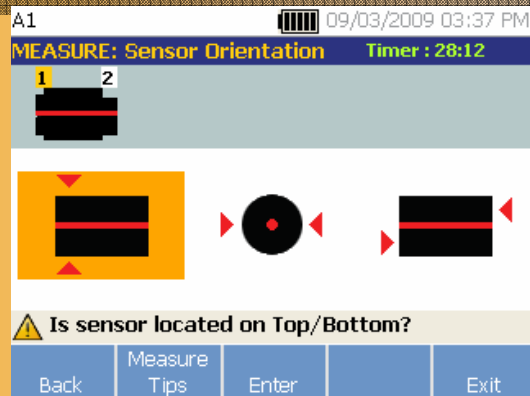 A1 09/03/2009 03:37 PM
MEASURE: Sensor Orientation Timer : 28:12
1 2
Is sensor located on Top/Bottom?
Back Measure Tips Enter Exit